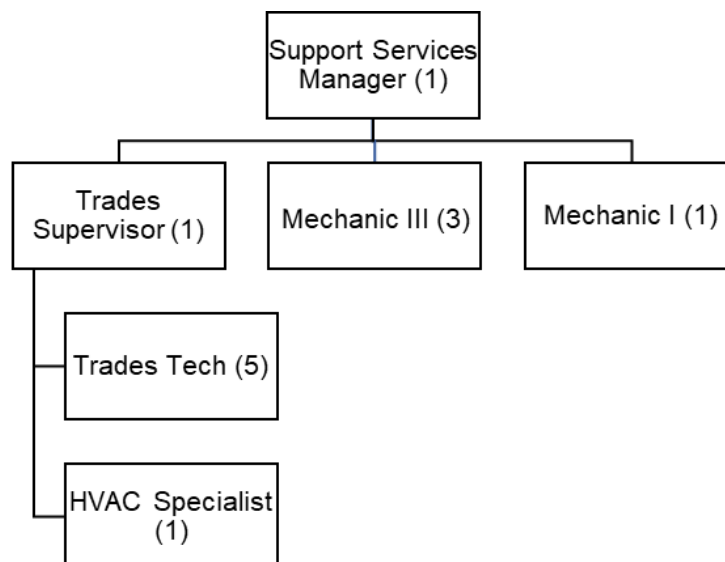 Support Services
Manager (1)
Trades
Supervisor (1)
Mechanic III (3)
Mechanic I (1)
Trades Tech (5)
HVAC Specialist
(1)